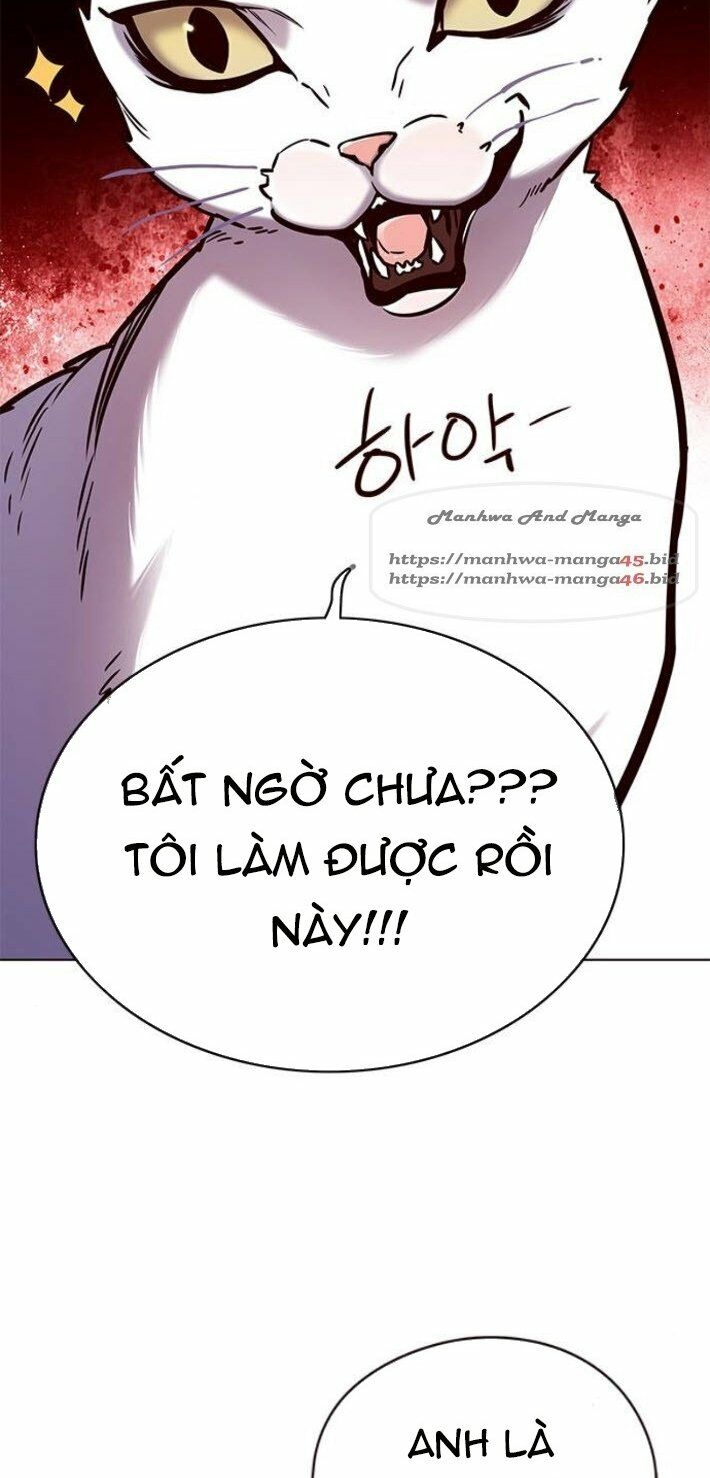 하악-
Manhwa And Manga
https://manhwa-manga45.bid
https://manhwa-manga46.bid
BẤT NGỜ CHƯA???
TÔI LÀM ĐƯỢC RỒI
NÀY!!!
ANH LÀ